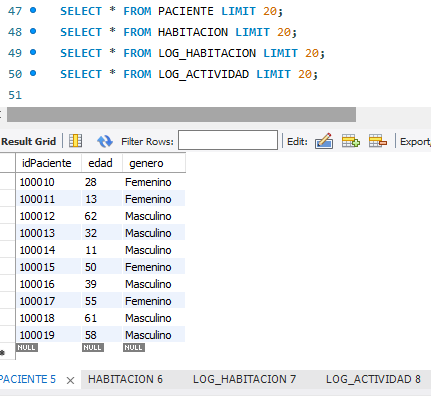 47 SELECT * FROM PACIENTE LIMIT 20;
48 SELECT * FROM HABITACION LIMIT 20;
49 SELECT * FROM LOG_HABITACION LIMIT 20;
50 SELECT * FROM LOG_ACTIVIDAD LIMIT 20;
51
Result Grid Filter Rows: Edit: Export/
idPaciente edad genero
100010 28 Femenino
100011 13 Femenino
100012 62 Masculino
100013 32 Masculino
100014 11 Masculino
100015 50 Femenino
100016 39 Masculino
100017 55 Femenino
100018 61 Masculino
100019 58 Masculino
* NULL NULL NULL
PACIENTE 5 × HABITACION 6 LOG_HABITACION 7 LOG_ACTIVIDAD 8